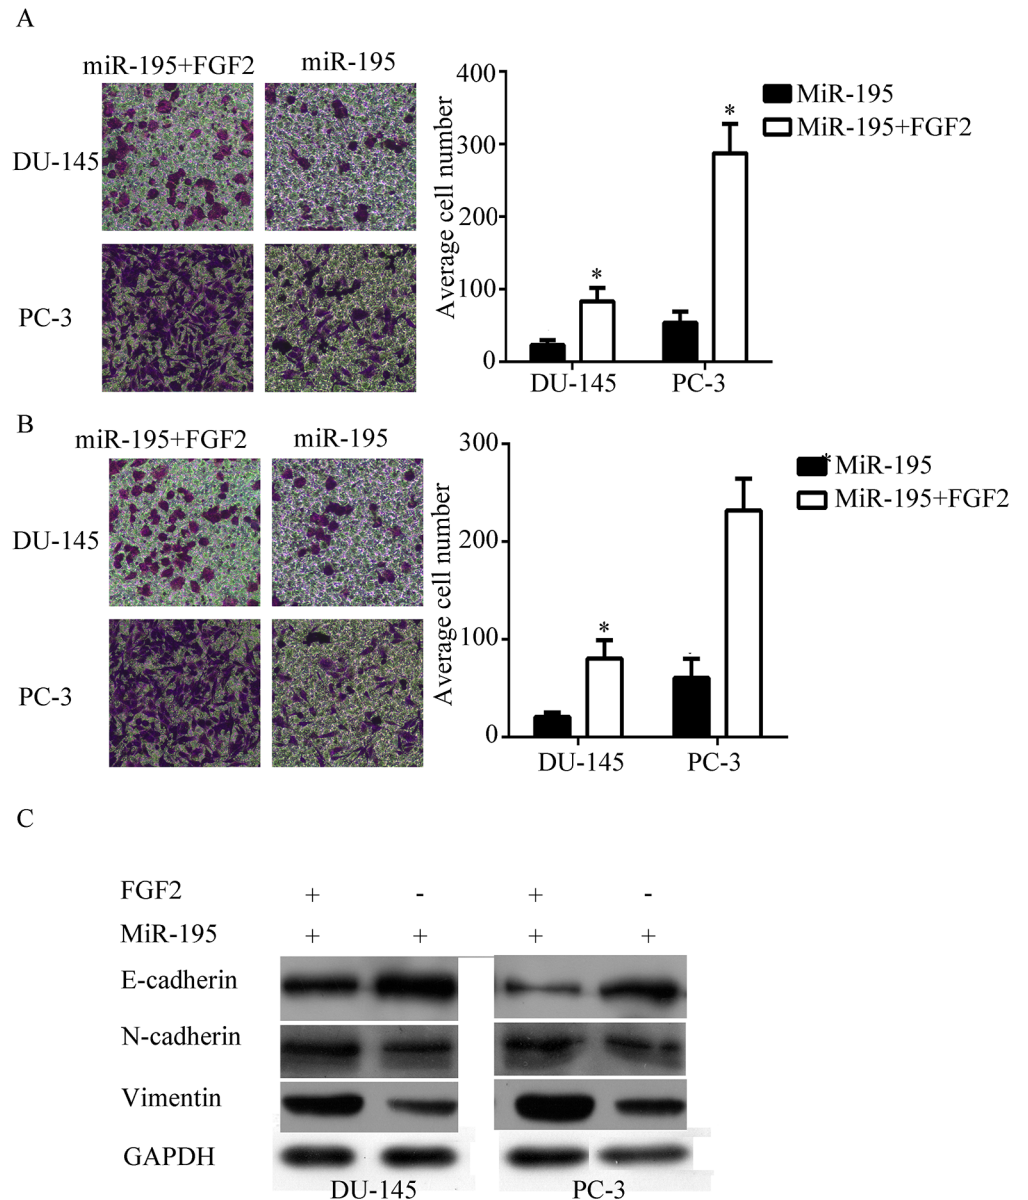 A
miR-195+FGF2 miR-195
DU-145
PC-3
Average cell number
400
300
200
100
0
* *
DU-145 PC-3
MiR-195
MiR-195+FGF2
B
miR-195+FGF2 miR-195
DU-145
PC-3
Average cell number
300
200
100
0
*
DU-145 PC-3
* MiR-195
MiR-195+FGF2
C
FGF2 + - + -
MiR-195 + + + +
E-cadherin
N-cadherin
Vimentin
GAPDH
DU-145 PC-3